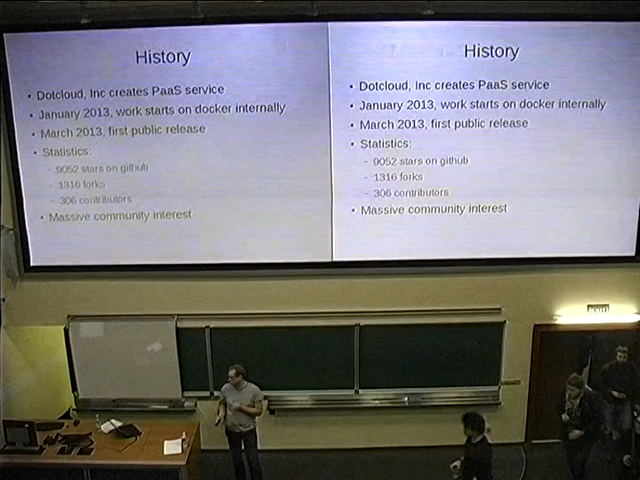 History
• Dotcloud, Inc creates PaaS service
• January 2013, work starts on docker internally
• March 2013, first public release
• Statistics:
– 9052 stars on github
– 1316 forks
– 306 contributors
• Massive community interest
History
• Dotcloud, Inc creates PaaS service
• January 2013, work starts on docker internally
• March 2013, first public release
• Statistics:
– 9052 stars on github
– 1316 forks
– 306 contributors
• Massive community interest